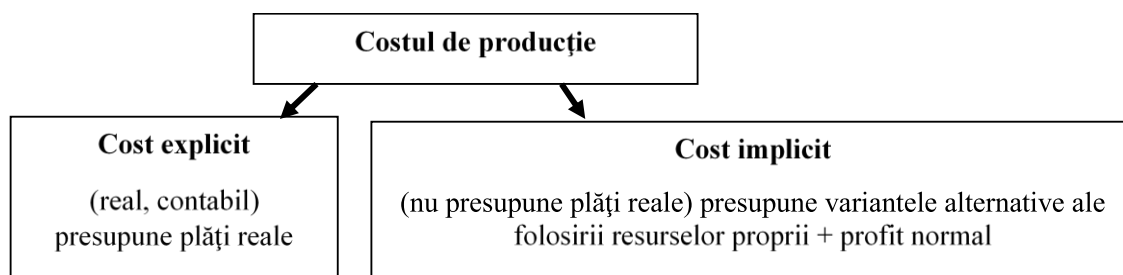 Costul de producţie
Cost explicit
(real, contabil)
presupune plăţi reale
Cost implicit
(nu presupune plăţi reale) presupune variantele alternative ale
folosirii resurselor proprii + profit normal